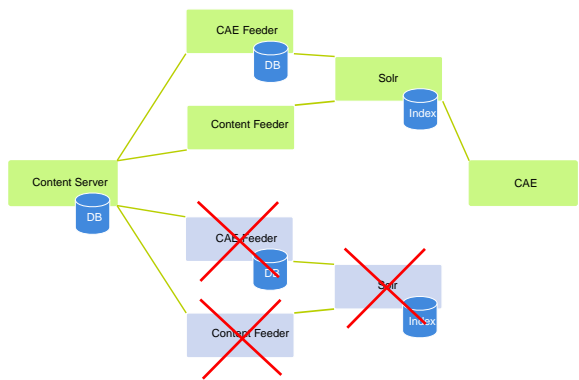 CAE Feeder
DB
Solr
Index
Content Feeder
Content Server
DB
CAE
CAE Feeder
DB
Solr
Index
Content Feeder